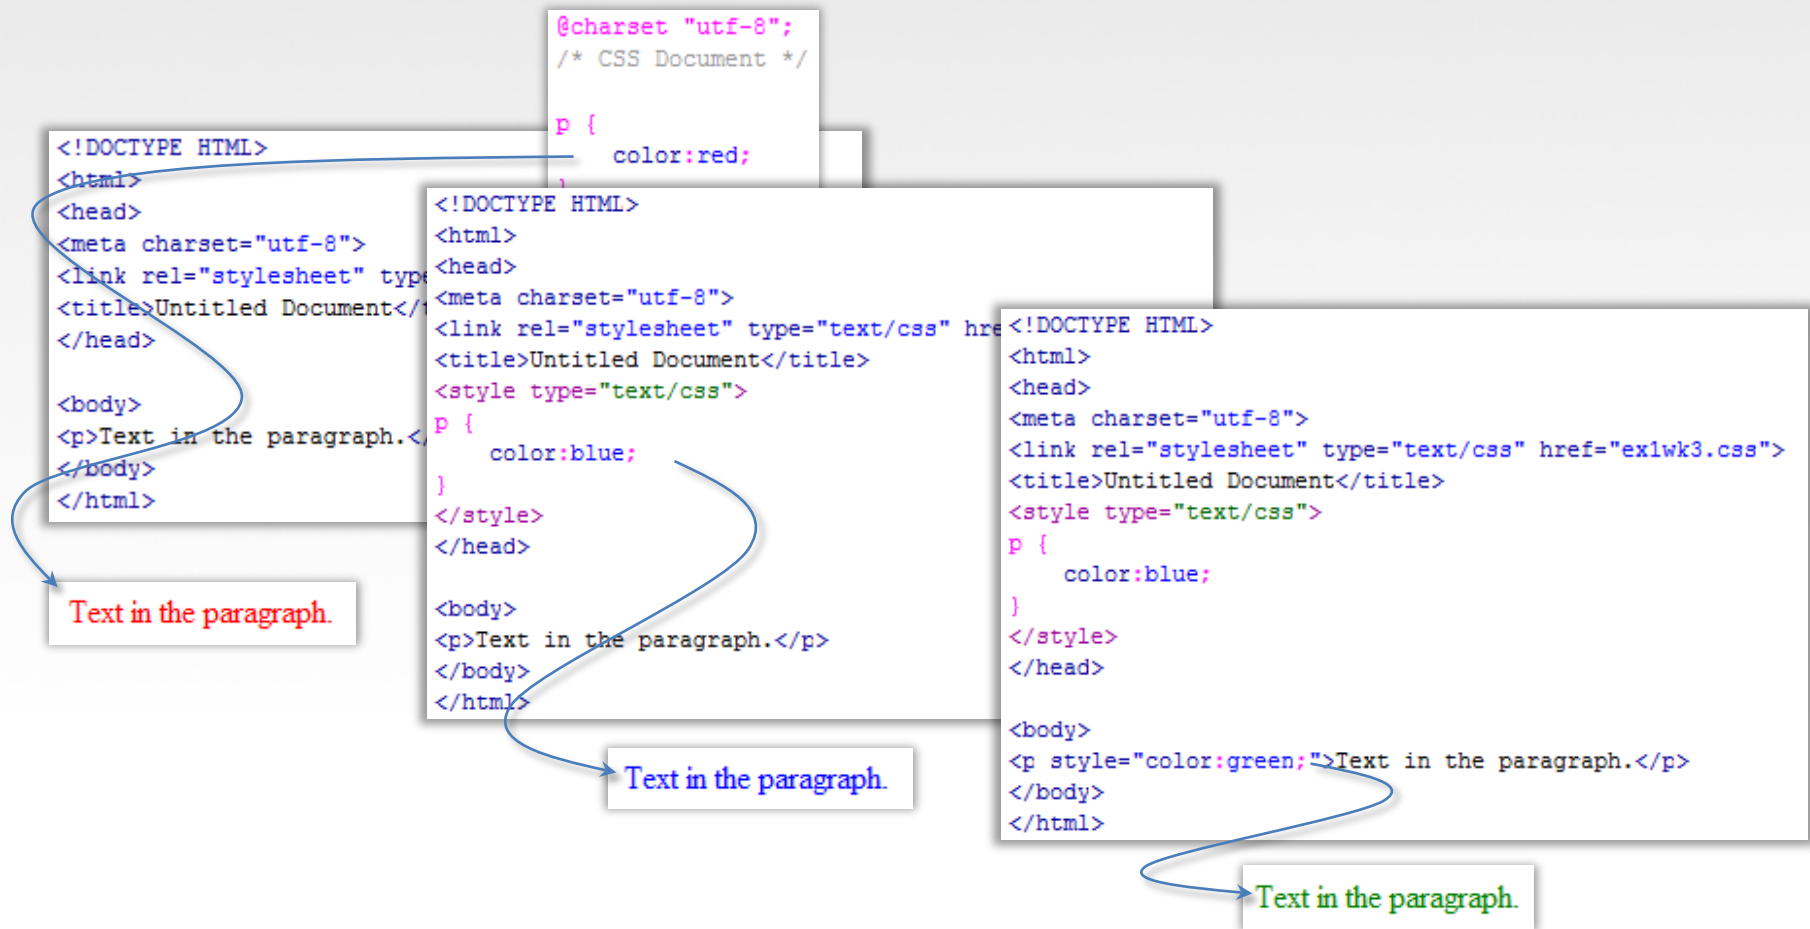 @charset "utf-8";
/* CSS Document */
p {
color:red;
}
<!DOCTYPE HTML>
<html>
<head>
<meta charset="utf-8">
<link rel="stylesheet" type
<title>Untitled Document</
</head>
<body>
<p>Text in the paragraph.<
</body>
</html>
Text in the paragraph.
<!DOCTYPE HTML>
<html>
<head>
<meta charset="utf-8">
<link rel="stylesheet" type="text/css" hre
<title>Untitled Document</title>
<style type="text/css">
p {
color:blue;
}
</style>
</head>
<body>
<p>Text in the paragraph.</p>
</body>
</html>
Text in the paragraph.
<!DOCTYPE HTML>
<html>
<head>
<meta charset="utf-8">
<link rel="stylesheet" type="text/css" href="ex1wk3.css">
<title>Untitled Document</title>
<style type="text/css">
p {
color:blue;
}
</style>
</head>
<body>
<p style="color:green;">Text in the paragraph.</p>
</body>
</html>
Text in the paragraph.